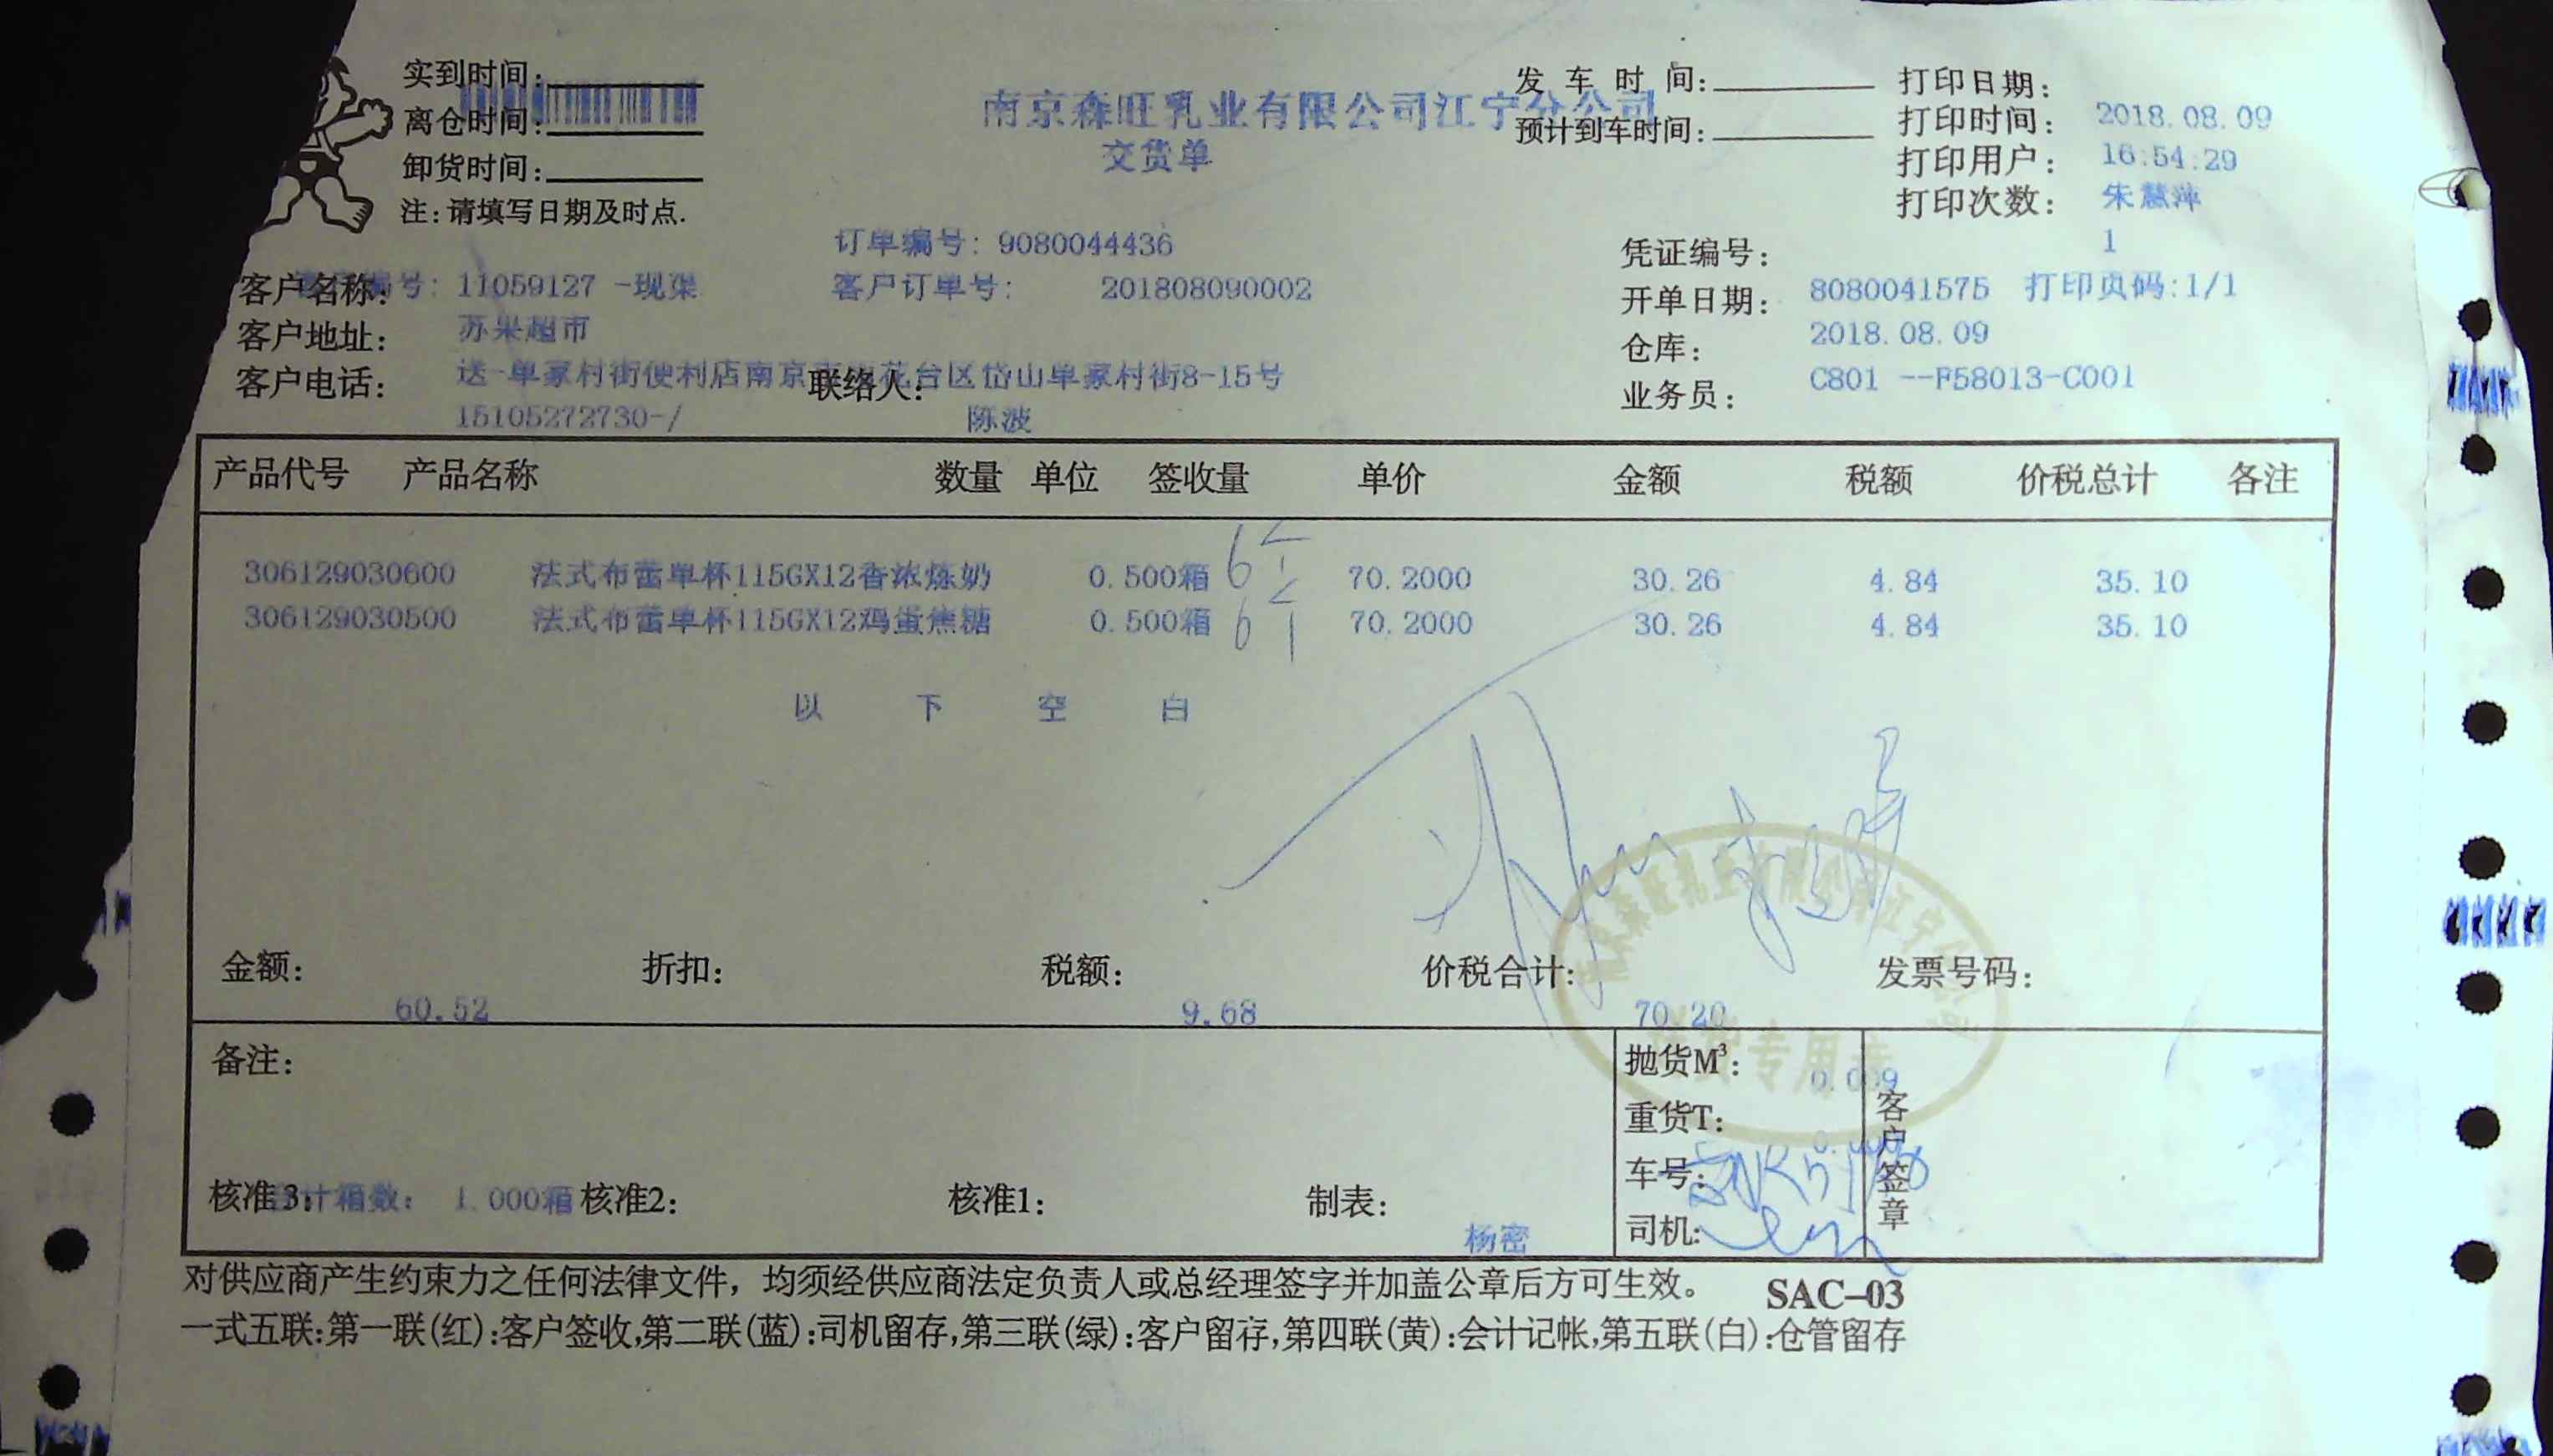 实到时间:
离仓时间:
卸货时间:
注:请填写日期及时点.
南京森旺乳业有限公司江宁分公司
交货单
发车时间:
预计到车时间:
打印日期: 2018.08.09
打印时间: 16:54:29
打印用户: 朱慧萍
打印次数: 1
订单编号: 9080044436
客户编号: 11059127 -现渠 客户订单号: 201808090002
凭证编号: 8080041575 打印页码:1/1
客户名称: 苏果超市
开单日期: 2018.08.09
客户地址: 送-单家村街便利店南京 花台区岱山单家村街8-15号
仓库: C801 --F58013-C001
客户电话: 15105272730-/ 联络人: 陈波
业务员:
产品代号 产品名称 数量 单位 签收量 单价 金额 税额 价税总计 各注
306129030600 法式布蕾单杯115GX12香浓炼奶 0.500箱 6 70.2000 30.26 4.84 35.10
306129030500 法式布蕾单杯115GX12鸡蛋焦糖 0.500箱 6 70.2000 30.26 4.84 35.10
以下空白
金额: 60.52 折扣: 税额: 9.68 价税合计: 70.20 发票号码:
备注:
抛货M³: 0.009
重货T:
车号:
司机:
客户签章
核准3: 合计箱数: 1.000箱 核准2: 核准1: 制表: 杨密
对供应商产生约束力之任何法律文件，均须经供应商法定负责人或总经理签字并加盖公章后方可生效。 SAC-03
一式五联:第一联(红):客户签收,第二联(蓝):司机留存,第三联(绿):客户留存,第四联(黄):会计记帐,第五联(白):仓管留存